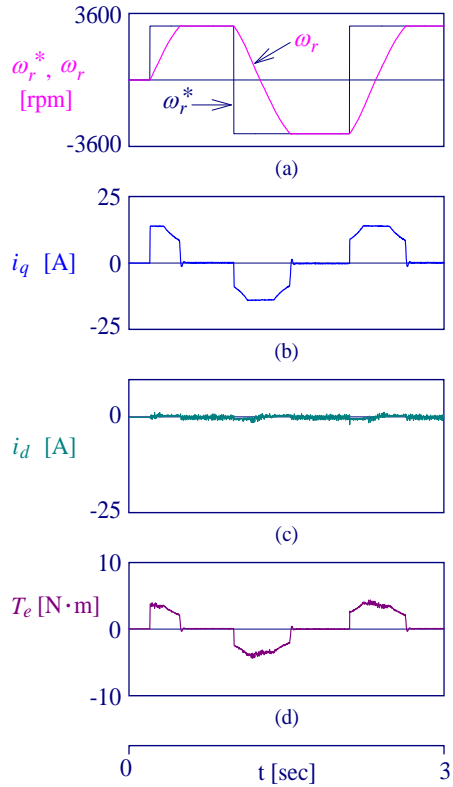 3600
ωr*, ωr
[rpm]
ωr
ωr*
-3600
(a)
25
iq [A]
0
-25
(b)
0
id [A]
-25
(c)
10
Te [N·m]
0
-10
(d)
0
t [sec]
3